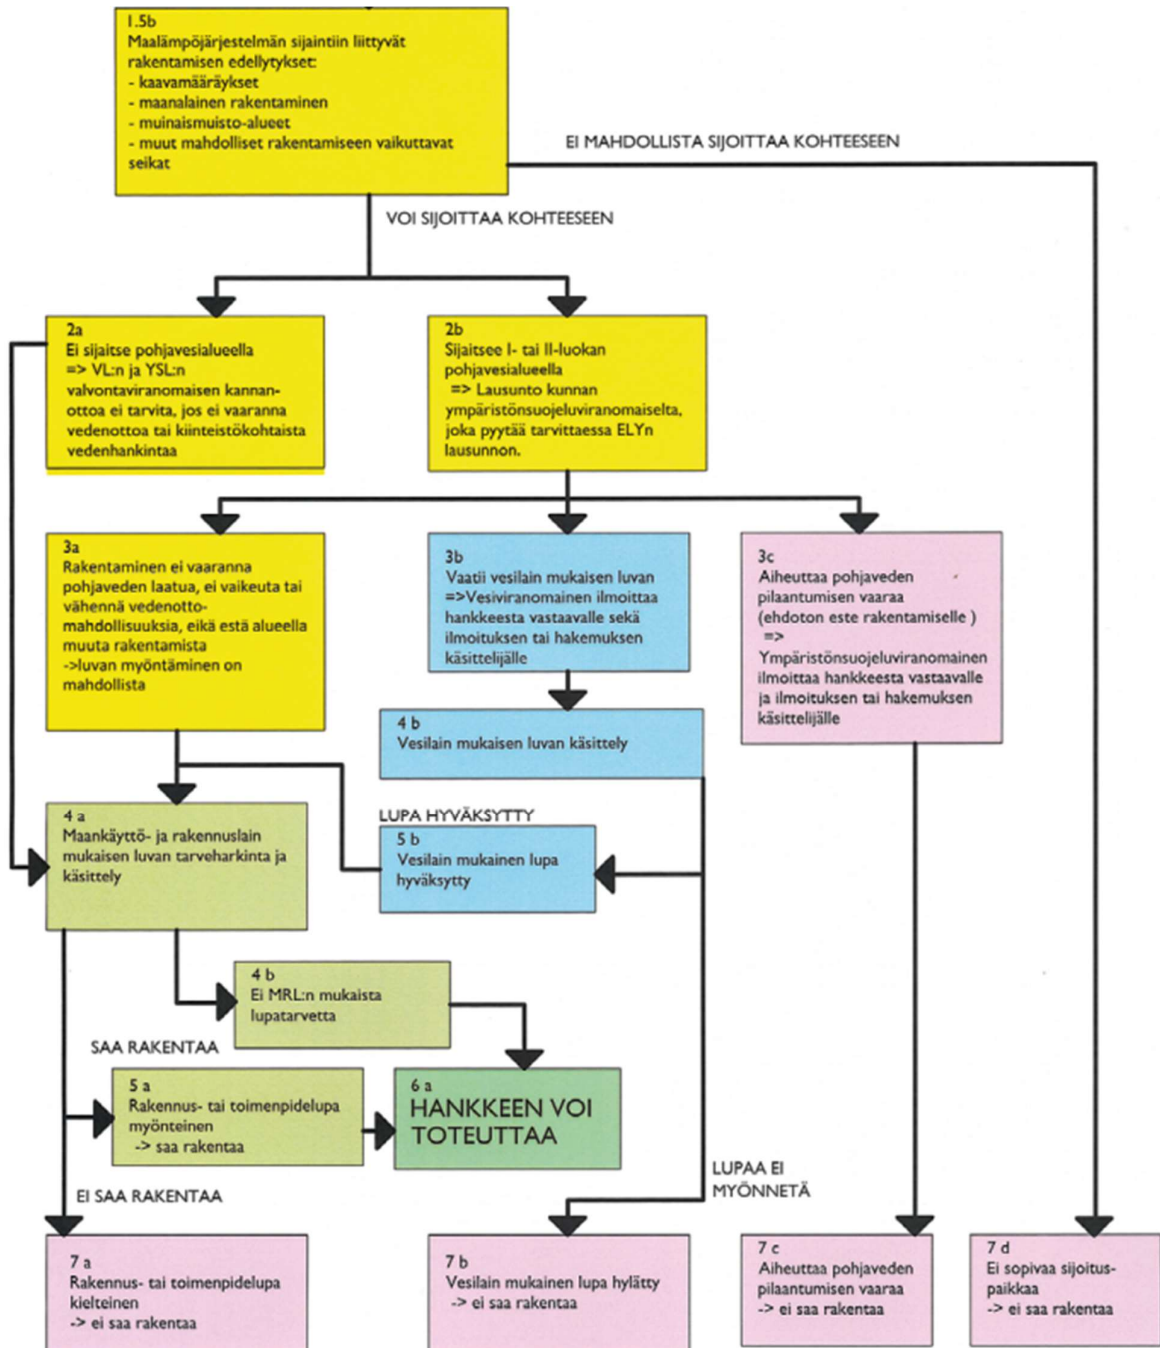 1.5b
Maalämpöjärjestelmän sijaintiin liittyvät
rakentamisen edellytykset:
- kaavamääräykset
- maanalainen rakentaminen
- muinaismuisto-alueet
- muut mahdolliset rakentamiseen vaikuttavat
seikat
EI MAHDOLLISTA SIJOITTAA KOHTEESEEN
VOI SIJOITTAA KOHTEESEEN
2a
Ei sijaitse pohjavesialueella
=> VL:n ja YSL:n
valvontaviranomaisen kannan-
ottoa ei tarvita, jos ei vaaranna
vedenottoa tai kiinteistökohtaista
vedenhankintaa
2b
Sijaitsee I- tai II-luokan
pohjavesialueella
=> Lausunto kunnan
ympäristönsuojeluviranomaiselta,
joka pyytää tarvittaessa ELYn
lausunnon.
3a
Rakentaminen ei vaaranna
pohjaveden laatua, ei vaikeuta tai
vähennä vedenotto-
mahdollisuuksia, eikä estä alueella
muuta rakentamista
->luvan myöntäminen on
mahdollista
3b
Vaatii vesilain mukaisen luvan
=>Vesiviranomainen ilmoittaa
hankkeesta vastaavalle sekä
ilmoituksen tai hakemuksen
käsittelijälle
3c
Aiheuttaa pohjaveden
pilaantumisen vaaraa
(ehdoton este rakentamiselle )
=>
Ympäristönsuojeluviranomainen
ilmoittaa hankkeesta vastaavalle
ja ilmoituksen tai hakemuksen
käsittelijälle
4 b
Vesilain mukaisen luvan käsittely
LUPA HYVÄKSYTTY
4 a
Maankäyttö- ja rakennuslain
mukaisen luvan tarveharkinta ja
käsittely
5 b
Vesilain mukainen lupa
hyväksytty
4 b
Ei MRL:n mukaista
lupatarvetta
SAA RAKENTAA
5 a
Rakennus- tai toimenpidelupa
myönteinen
-> saa rakentaa
6 a
HANKKEEN VOI
TOTEUTTAA
EI SAA RAKENTAA
LUPAA EI
MYÖNNETÄ
7 a
Rakennus- tai toimenpidelupa
kielteinen
-> ei saa rakentaa
7 b
Vesilain mukainen lupa hylätty
-> ei saa rakentaa
7 c
Aiheuttaa pohjaveden
pilaantumisen vaaraa
-> ei saa rakentaa
7 d
Ei sopivaa sijoitus-
paikkaa
-> ei saa rakentaa